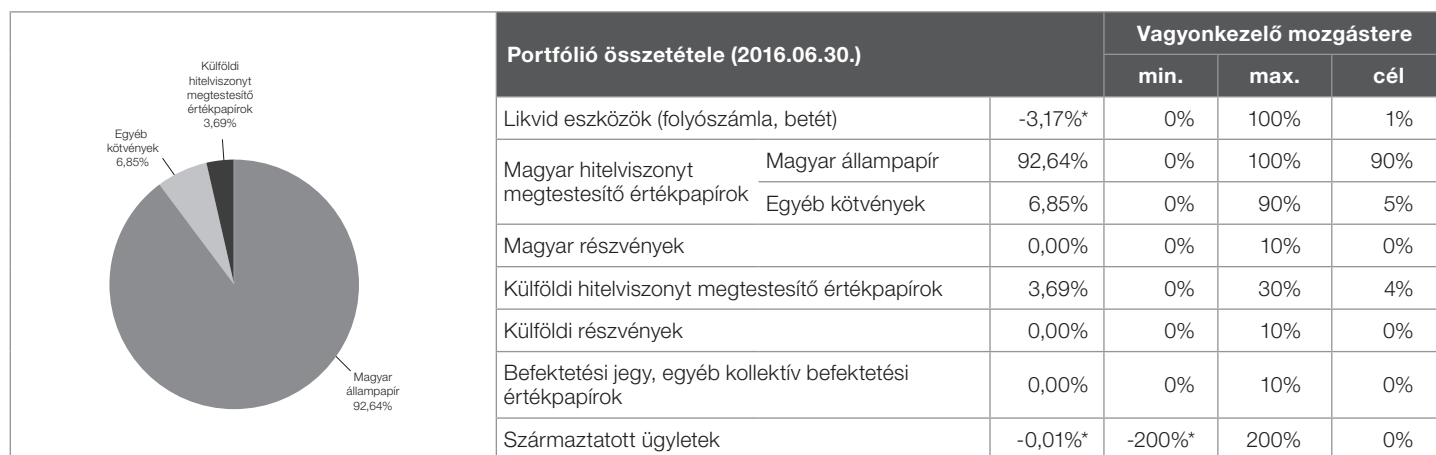 Külföldi
hitelviszonyt
megtestesítő
értékpapírok
3,69%
Egyéb
kötvények
6,85%
Magyar
állampapír
92,64%
Portfólió összetétele (2016.06.30.)
Vagyonkezelő mozgástere
min. max. cél
Likvid eszközök (folyószámla, betét) -3,17%* 0% 100% 1%
Magyar hitelviszonyt
megtestesítő értékpapírok
Magyar állampapír 92,64% 0% 100% 90%
Egyéb kötvények 6,85% 0% 90% 5%
Magyar részvények 0,00% 0% 10% 0%
Külföldi hitelviszonyt megtestesítő értékpapírok 3,69% 0% 30% 4%
Külföldi részvények 0,00% 0% 10% 0%
Befektetési jegy, egyéb kollektív befektetési
értékpapírok 0,00% 0% 10% 0%
Származtatott ügyletek -0,01%* -200%* 200% 0%